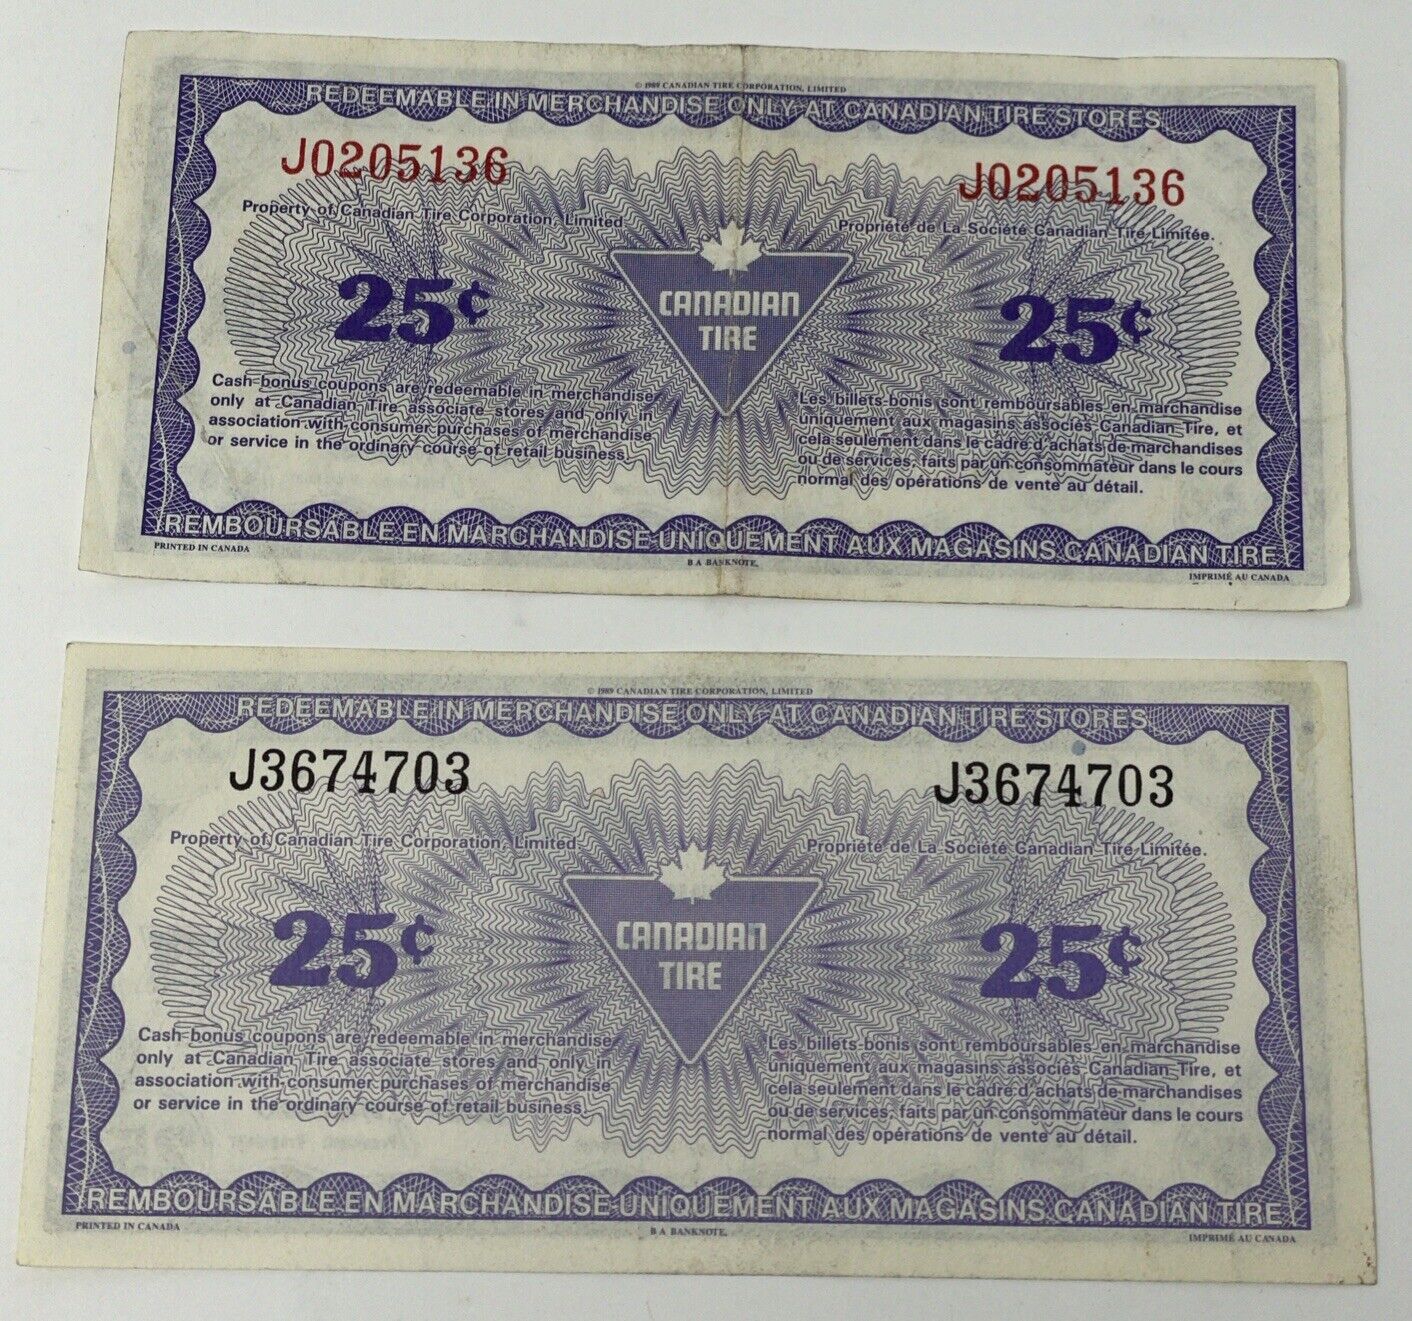 © 1989 CANADIAN TIRE CORPORATION, LIMITED
REDEEMABLE IN MERCHANDISE ONLY AT CANADIAN TIRE STORES
J0205136 J0205136
Property of Canadian Tire Corporation, Limited Propriété de La Société Canadian Tire Limitée.
25¢ CANADIAN 25¢
TIRE
Cash bonus coupons are redeemable in merchandise
only at Canadian Tire associate stores and only in
association with consumer purchases of merchandise
or service in the ordinary course of retail business.
Les billets bonis sont remboursables en marchandise
uniquement aux magasins associés Canadian Tire, et
cela seulement dans le cadre d'achats de marchandises
ou de services, faits par un consommateur dans le cours
normal des opérations de vente au détail.
REMBOURSABLE EN MARCHANDISE UNIQUEMENT AUX MAGASINS CANADIAN TIRE
PRINTED IN CANADA B A BANKNOTE. IMPRIMÉ AU CANADA
© 1989 CANADIAN TIRE CORPORATION, LIMITED
REDEEMABLE IN MERCHANDISE ONLY AT CANADIAN TIRE STORES
J3674703 J3674703
Property of Canadian Tire Corporation, Limited Propriété de La Société Canadian Tire Limitée.
25¢ CANADIAN 25¢
TIRE
Cash bonus coupons are redeemable in merchandise
only at Canadian Tire associate stores and only in
association with consumer purchases of merchandise
or service in the ordinary course of retail business.
Les billets bonis sont remboursables en marchandise
uniquement aux magasins associés Canadian Tire, et
cela seulement dans le cadre d'achats de marchandises
ou de services, faits par un consommateur dans le cours
normal des opérations de vente au détail.
REMBOURSABLE EN MARCHANDISE UNIQUEMENT AUX MAGASINS CANADIAN TIRE
PRINTED IN CANADA B A BANKNOTE. IMPRIMÉ AU CANADA